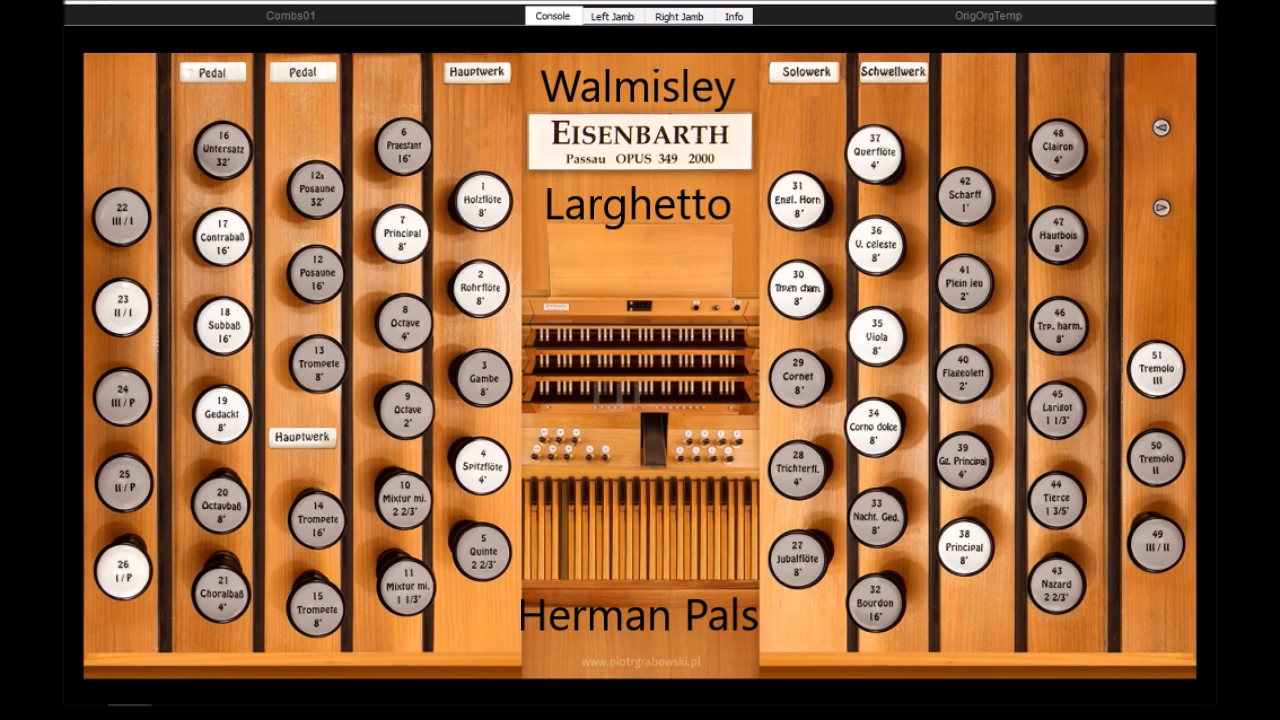 Combs01
Console
Left Jamb
Right Jamb
Info
OrigOrgTemp
Pedal
Pedal
Hauptwerk
Walmisley
EISENBARTH
Passau OPUS 349 2000
Larghetto
Solowerk
Schwellwerk
22
III / I
23
II / I
24
III / P
25
II / P
26
I / P
16
Untersatz
32'
17
Contrabaß
16'
18
Subbaß
16'
19
Gedackt
8'
20
Octavbaß
8'
21
Choralbaß
4'
12a
Posaune
32'
12
Posaune
16'
13
Trompete
8'
Hauptwerk
14
Trompete
16'
15
Trompete
8'
6
Praestant
16'
7
Principal
8'
8
Octave
4'
9
Octave
2'
10
Mixtur mi.
2 2/3'
11
Mixtur mi.
1 1/3'
1
Holzflöte
8'
2
Rohrflöte
8'
3
Gambe
8'
4
Spitzflöte
4'
5
Quinte
2 2/3'
Herman Pals
www.piotrgrabowski.pl
31
Engl. Horn
8'
30
Trp.en cham.
8'
29
Cornet
8'
28
Trichterfl.
4'
27
Jubalflöte
8'
37
Querflöte
4'
36
V. celeste
8'
35
Viola
8'
34
Corno dolce
8'
33
Nacht. Ged.
8'
32
Bourdon
16'
42
Scharff
1'
41
Plein jeu
2'
40
Flageolett
2'
39
Gd. Principal
4'
38
Principal
8'
48
Clairon
4'
47
Hautbois
8'
46
Trp. harm.
8'
45
Larigot
1 1/3'
44
Tierce
1 3/5'
43
Nazard
2 2/3'
51
Tremolo
III
50
Tremolo
II
49
III / II